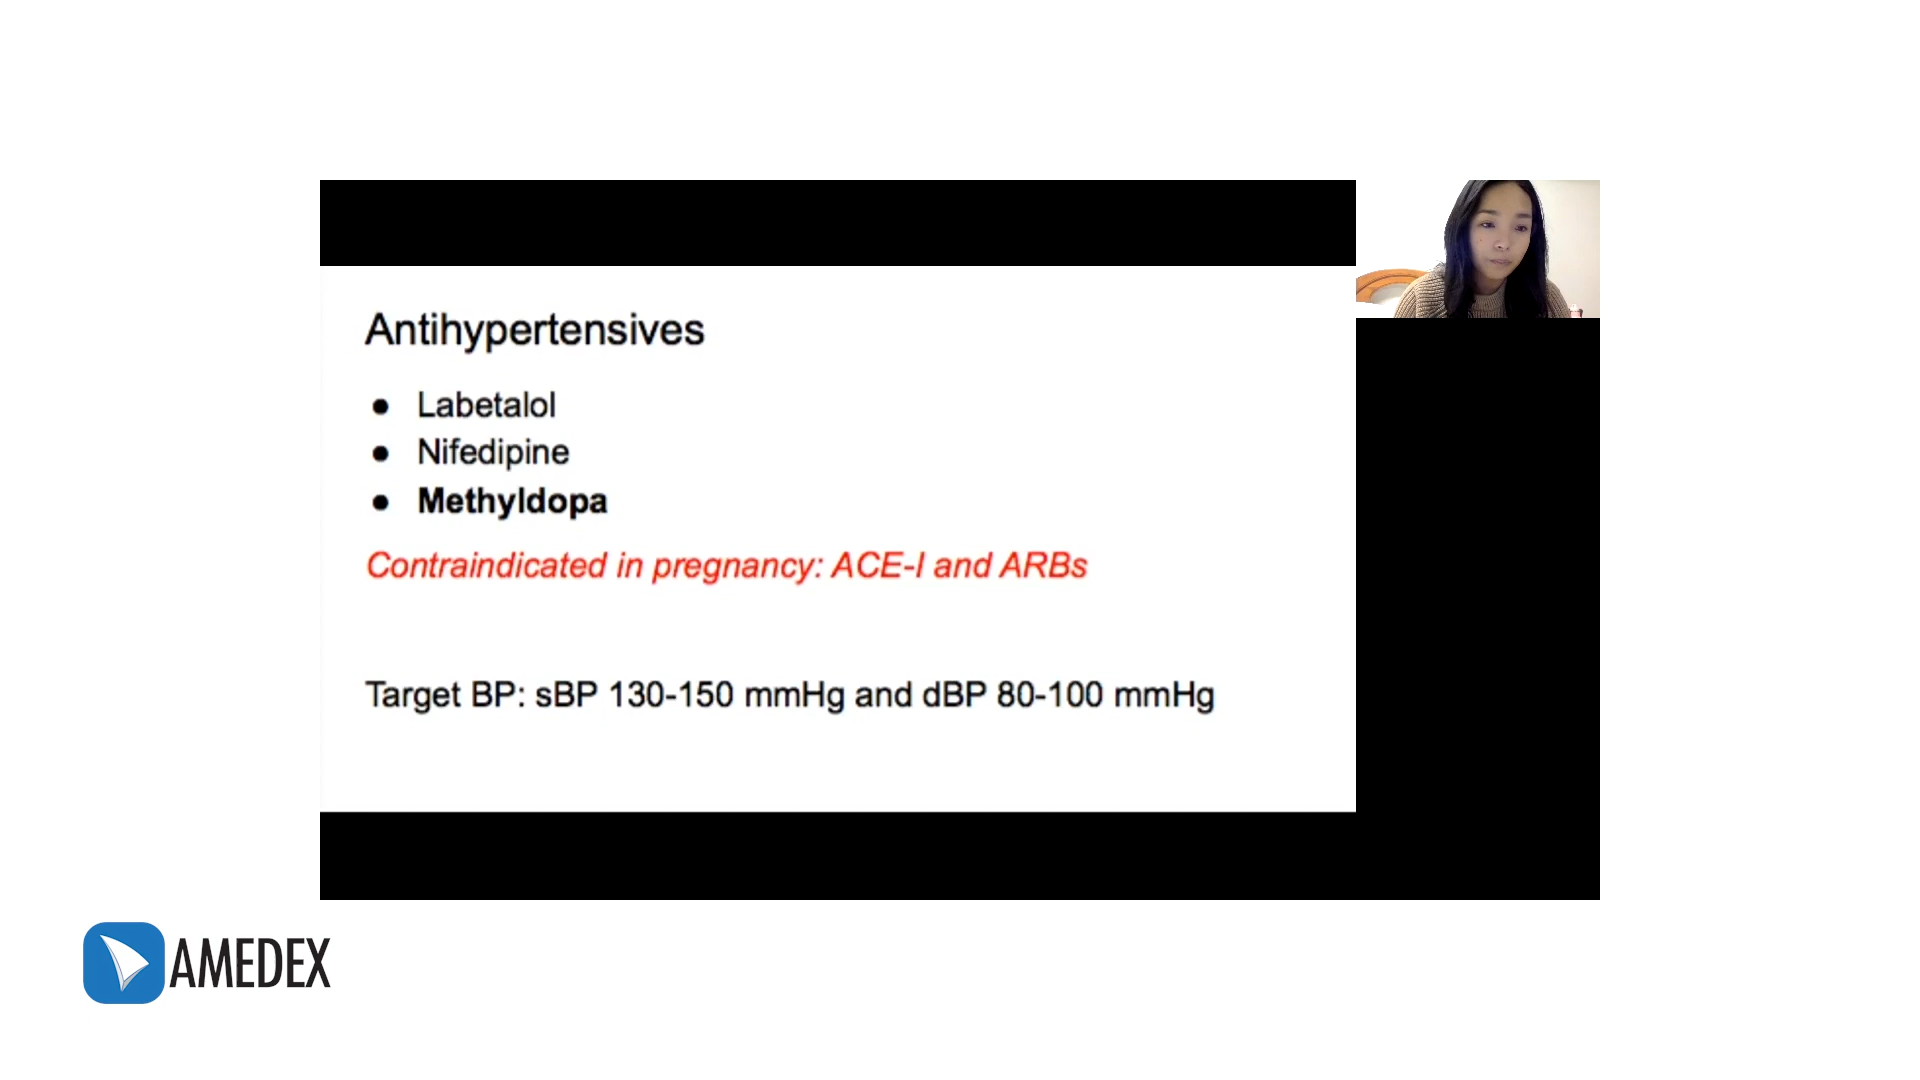 Antihypertensives
● Labetalol
● Nifedipine
● Methyldopa
Contraindicated in pregnancy: ACE-I and ARBs
Target BP: sBP 130-150 mmHg and dBP 80-100 mmHg
AMEDEX